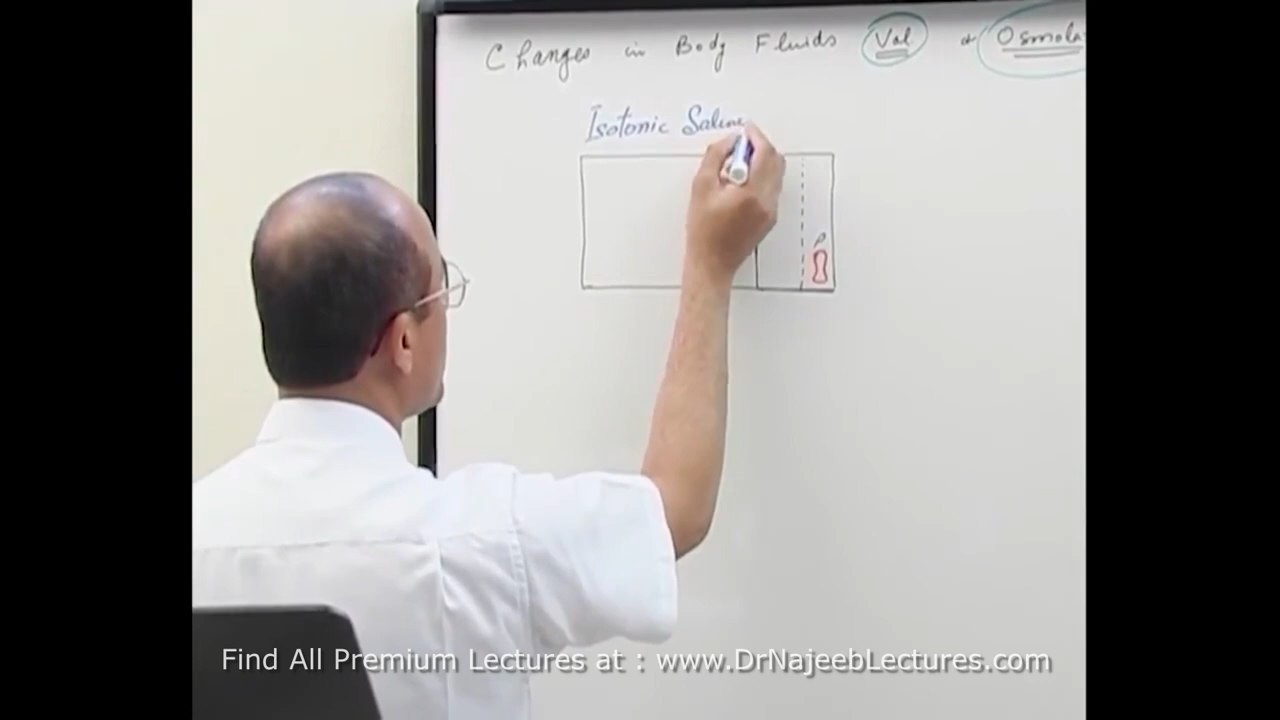 Changes in Body Fluids Vol & Osmola
Isotonic Saline
P
Find All Premium Lectures at : www.DrNajeebLectures.com